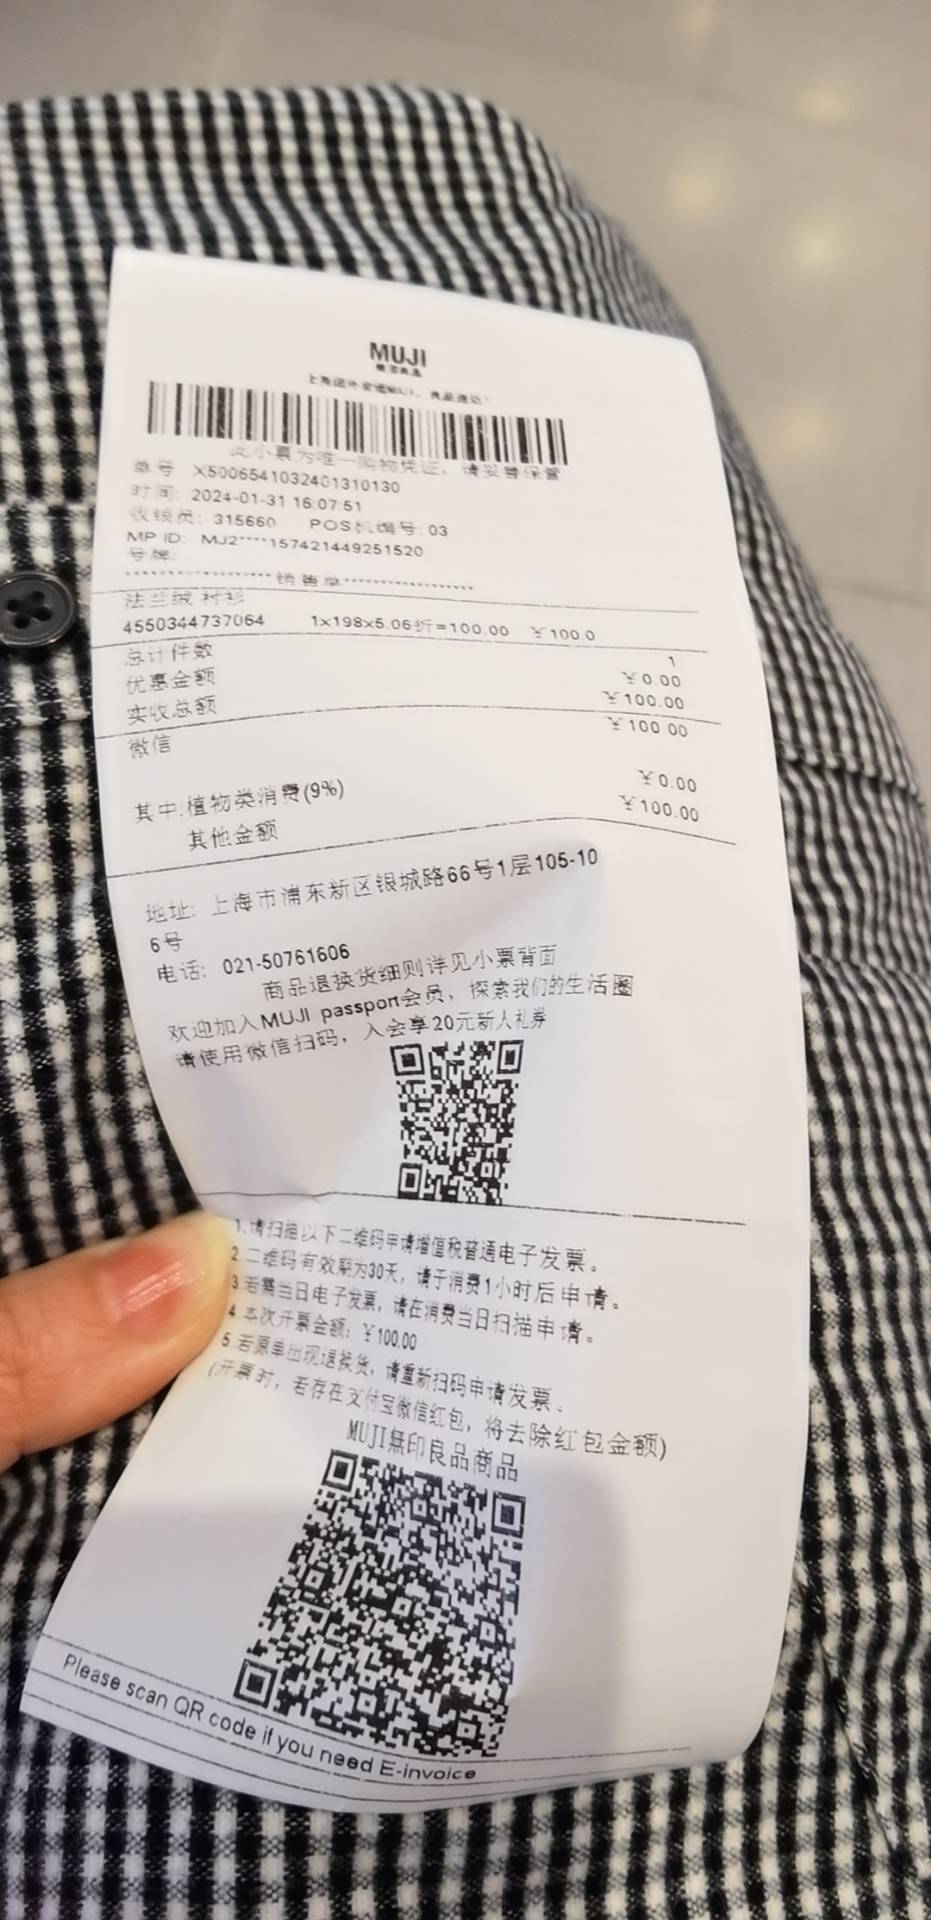 MUJI
無印良品
此小票为唯一购物凭证，请妥善保管
单号 X5006541032401310130
时间: 2024-01-31 16:07:51
收银员: 315660 POS机编号: 03
MP ID: MJ2****157421449251520
号牌:
销售单
法兰绒 衬衫
4550344737064 1x198x5.06折=100.00 ¥100.0
总计件数 1
优惠金额 ¥0.00
实收总额 ¥100.00
微信 ¥100.00
其中:植物类消费(9%) ¥0.00
其他金额 ¥100.00
地址: 上海市浦东新区银城路66号1层105-10
6号
电话: 021-50761606
商品退换货细则详见小票背面
欢迎加入MUJI passport会员，探索我们的生活圈
请使用微信扫码，入会享20元新人礼券
1.请扫描以下二维码申请增值税普通电子发票。
2.二维码有效期为30天，请于消费1小时后申请。
3.若需当日电子发票，请在消费当日扫描申请。
4.本次开票金额: ¥100.00
5.若原单出现退换货，请重新扫码申请发票。
(开票时，若存在支付宝微信红包，将去除红包金额)
MUJI無印良品商品
Please scan QR code if you need E-invoice